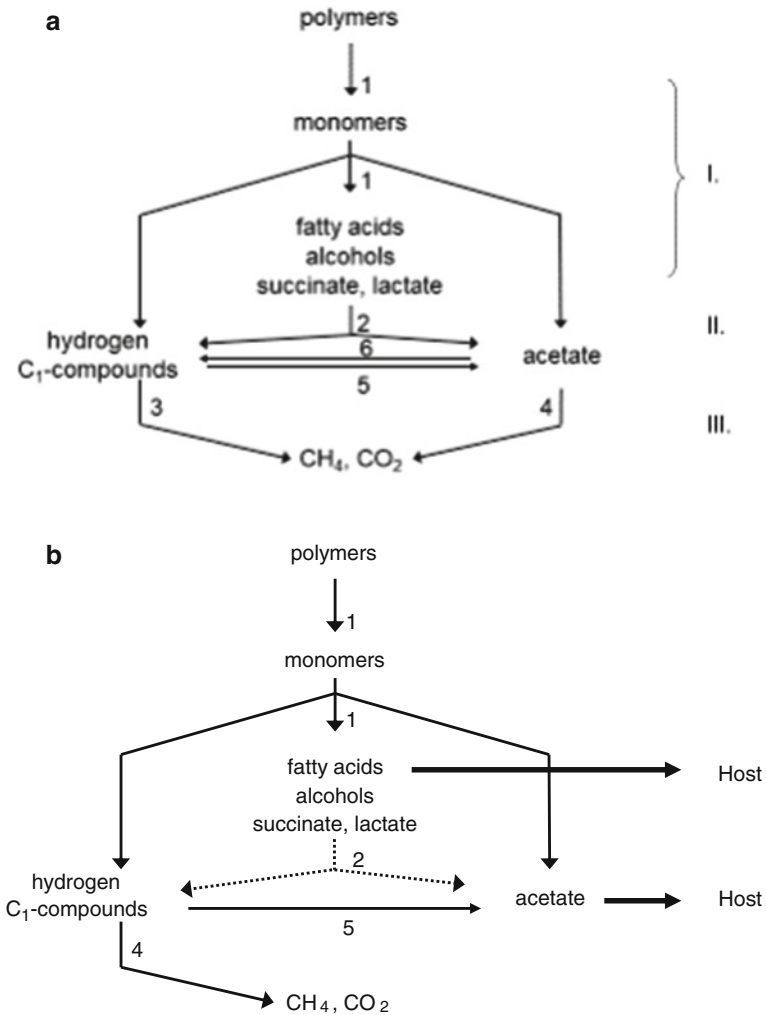 a
polymers
1
monomers
1
I.
fatty acids
alcohols
succinate, lactate
2
II.
hydrogen
C₁-compounds
6
acetate
5
3
4
III.
CH₄, CO₂
b
polymers
1
monomers
1
fatty acids
Host
alcohols
succinate, lactate
2
hydrogen
C₁-compounds
acetate
Host
5
4
CH₄, CO₂